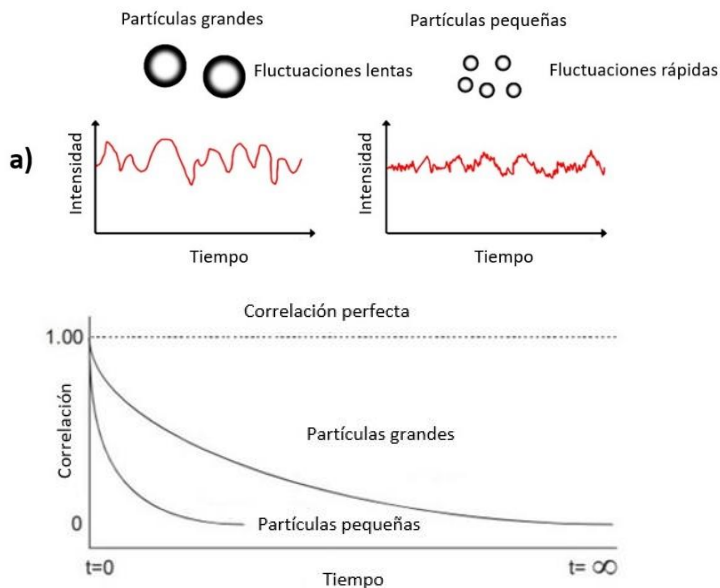 Partículas grandes
Partículas pequeñas
Fluctuaciones lentas
Fluctuaciones rápidas
a)
Intensidad
Tiempo
Intensidad
Tiempo
Correlación perfecta
1.00
Correlación
Partículas grandes
0
Partículas pequeñas
t=0
Tiempo
t= ∞